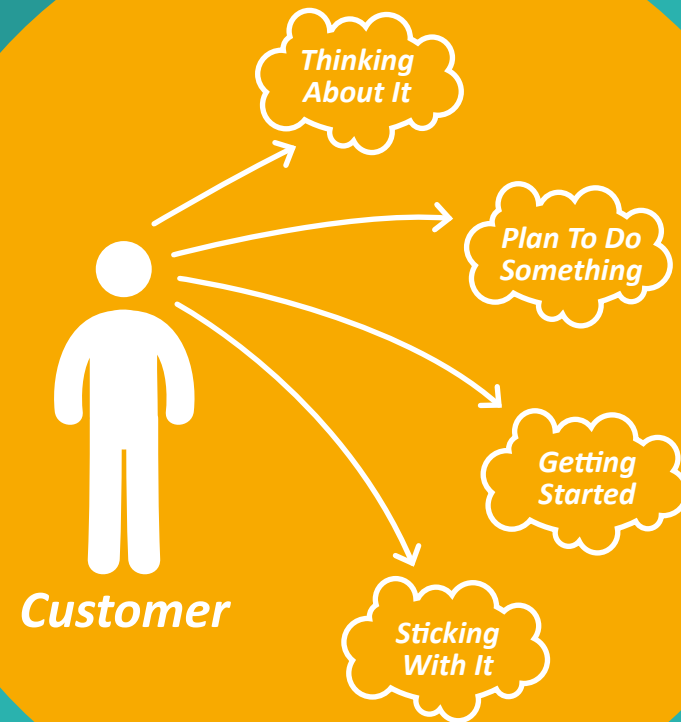 Thinking
About It
Plan To Do
Something
Getting
Started
Sticking
With It
Customer